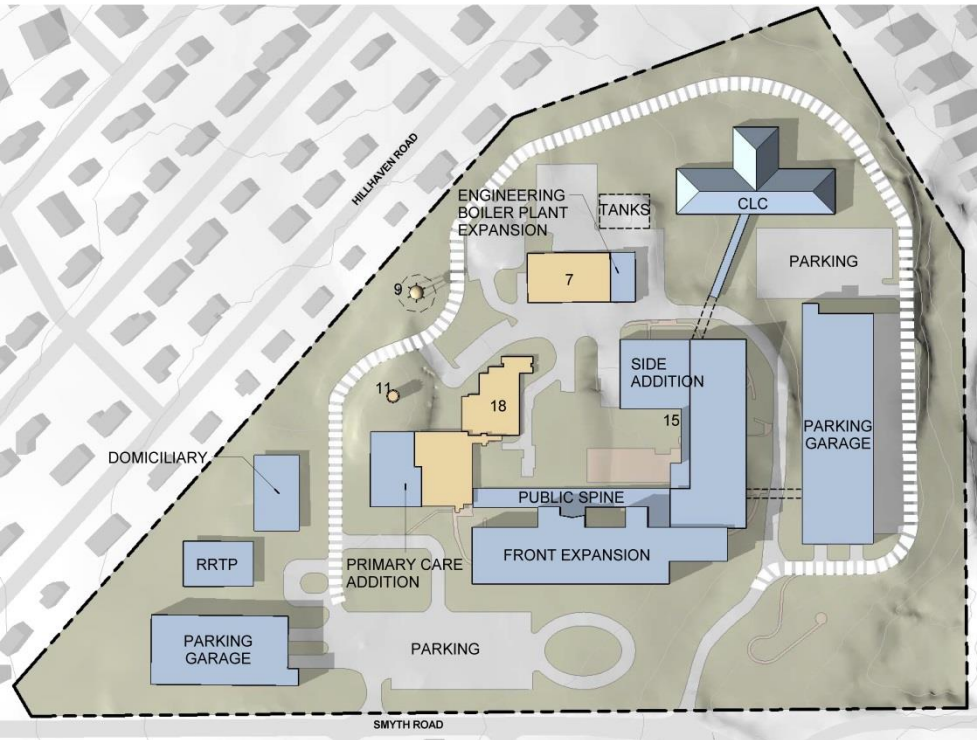 HILLHAVEN ROAD
ENGINEERING
BOILER PLANT
EXPANSION
TANKS
CLC
PARKING
7
9
11
18
SIDE
ADDITION
15
PARKING
GARAGE
DOMICILIARY
PUBLIC SPINE
FRONT EXPANSION
RRTP
PRIMARY CARE
ADDITION
PARKING
GARAGE
PARKING
SMYTH ROAD